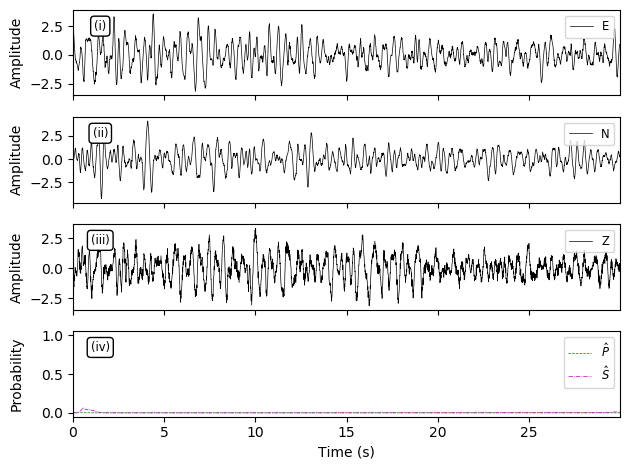 Amplitude
2.5
0.0
−2.5
(i)
E
Amplitude
2.5
0.0
−2.5
(ii)
N
Amplitude
2.5
0.0
−2.5
(iii)
Z
Probability
1.0
0.5
0.0
(iv)
P̂
Ŝ
0 5 10 15 20 25
Time (s)